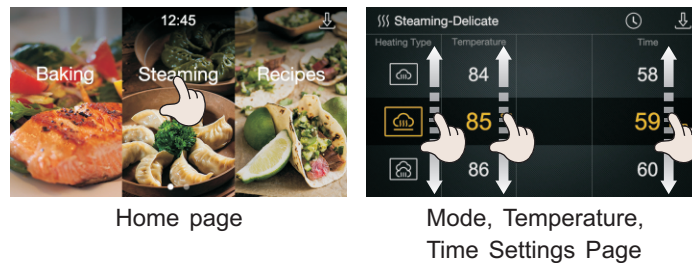 12:45
Baking Steaming Recipes
Home page
Steaming-Delicate
Heating Type Temperature Time
84 58
85 59
86 60
Mode, Temperature,
Time Settings Page